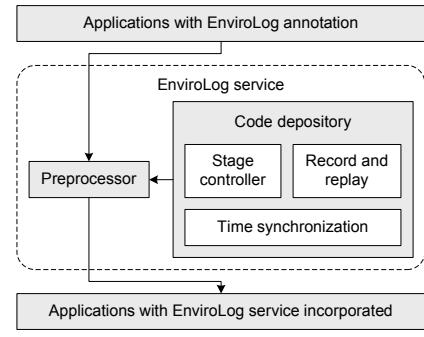 Applications with EnviroLog annotation
EnviroLog service
Code depository
Stage
controller
Record and
replay
Preprocessor
Time synchronization
Applications with EnviroLog service incorporated